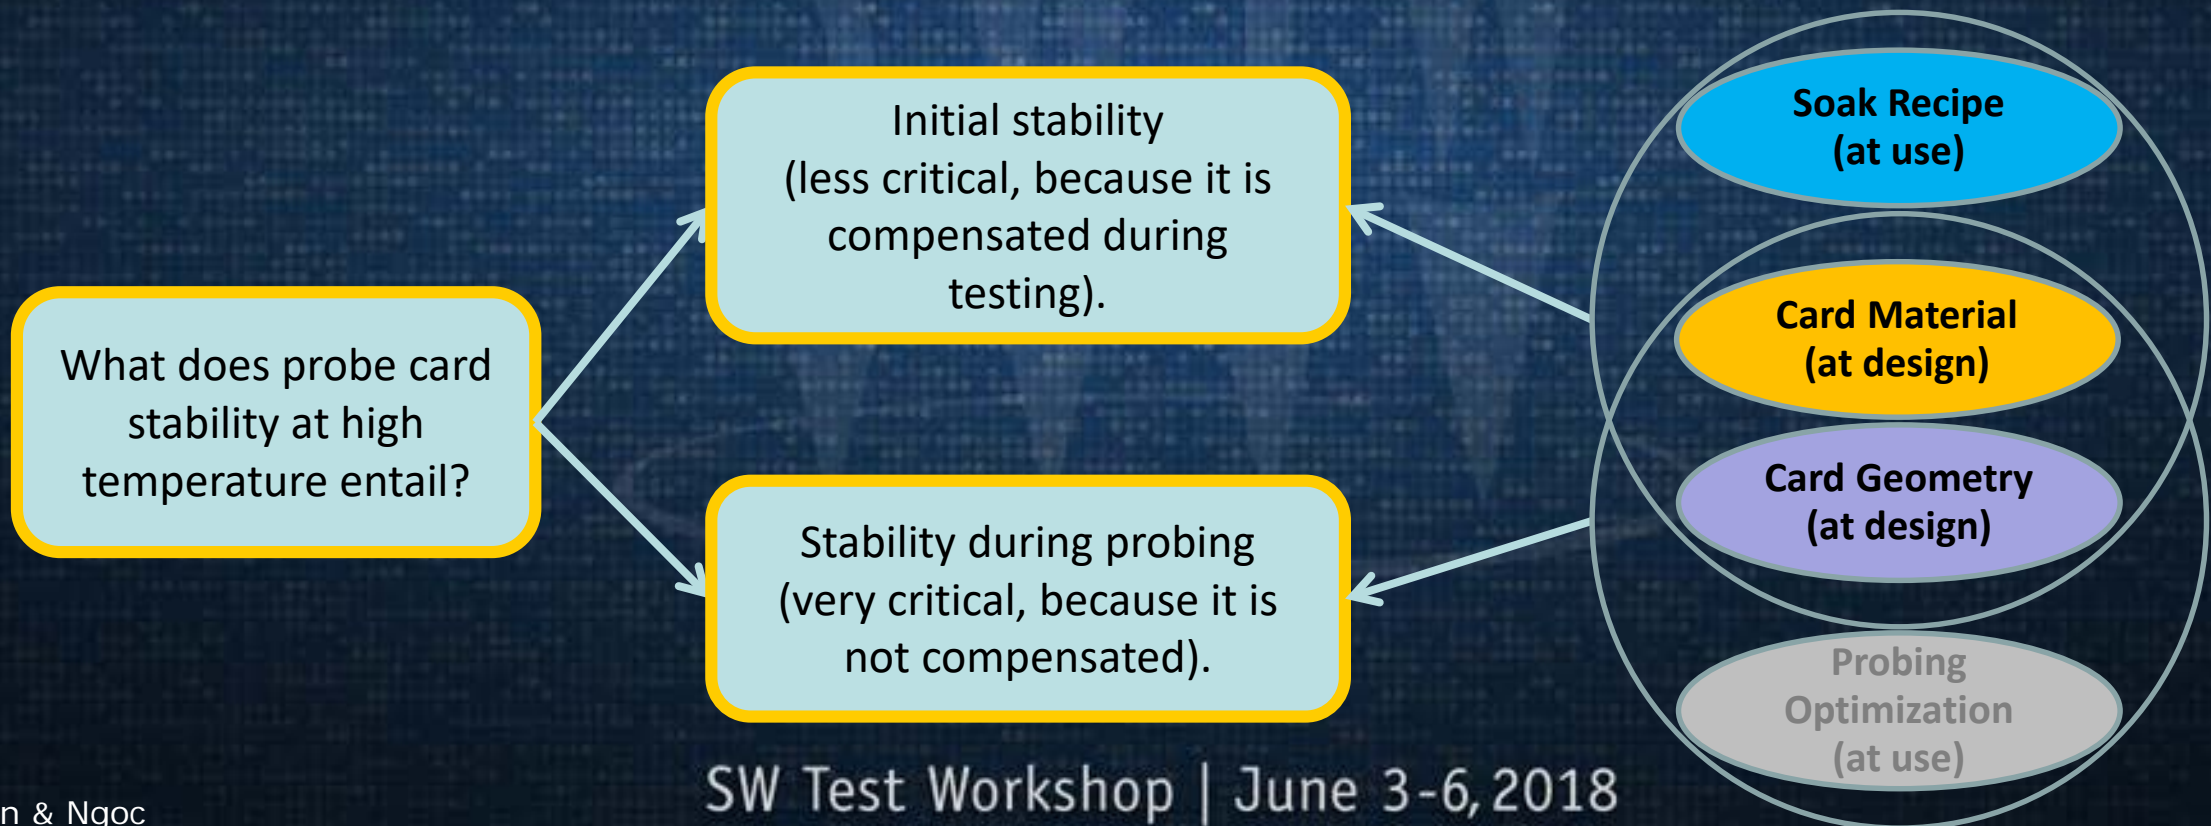 What does probe card
stability at high
temperature entail?
Initial stability
(less critical, because it is
compensated during
testing).
Stability during probing
(very critical, because it is
not compensated).
Soak Recipe
(at use)
Card Material
(at design)
Card Geometry
(at design)
Probing
Optimization
(at use)
SW Test Workshop | June 3-6, 2018
& Ngoc